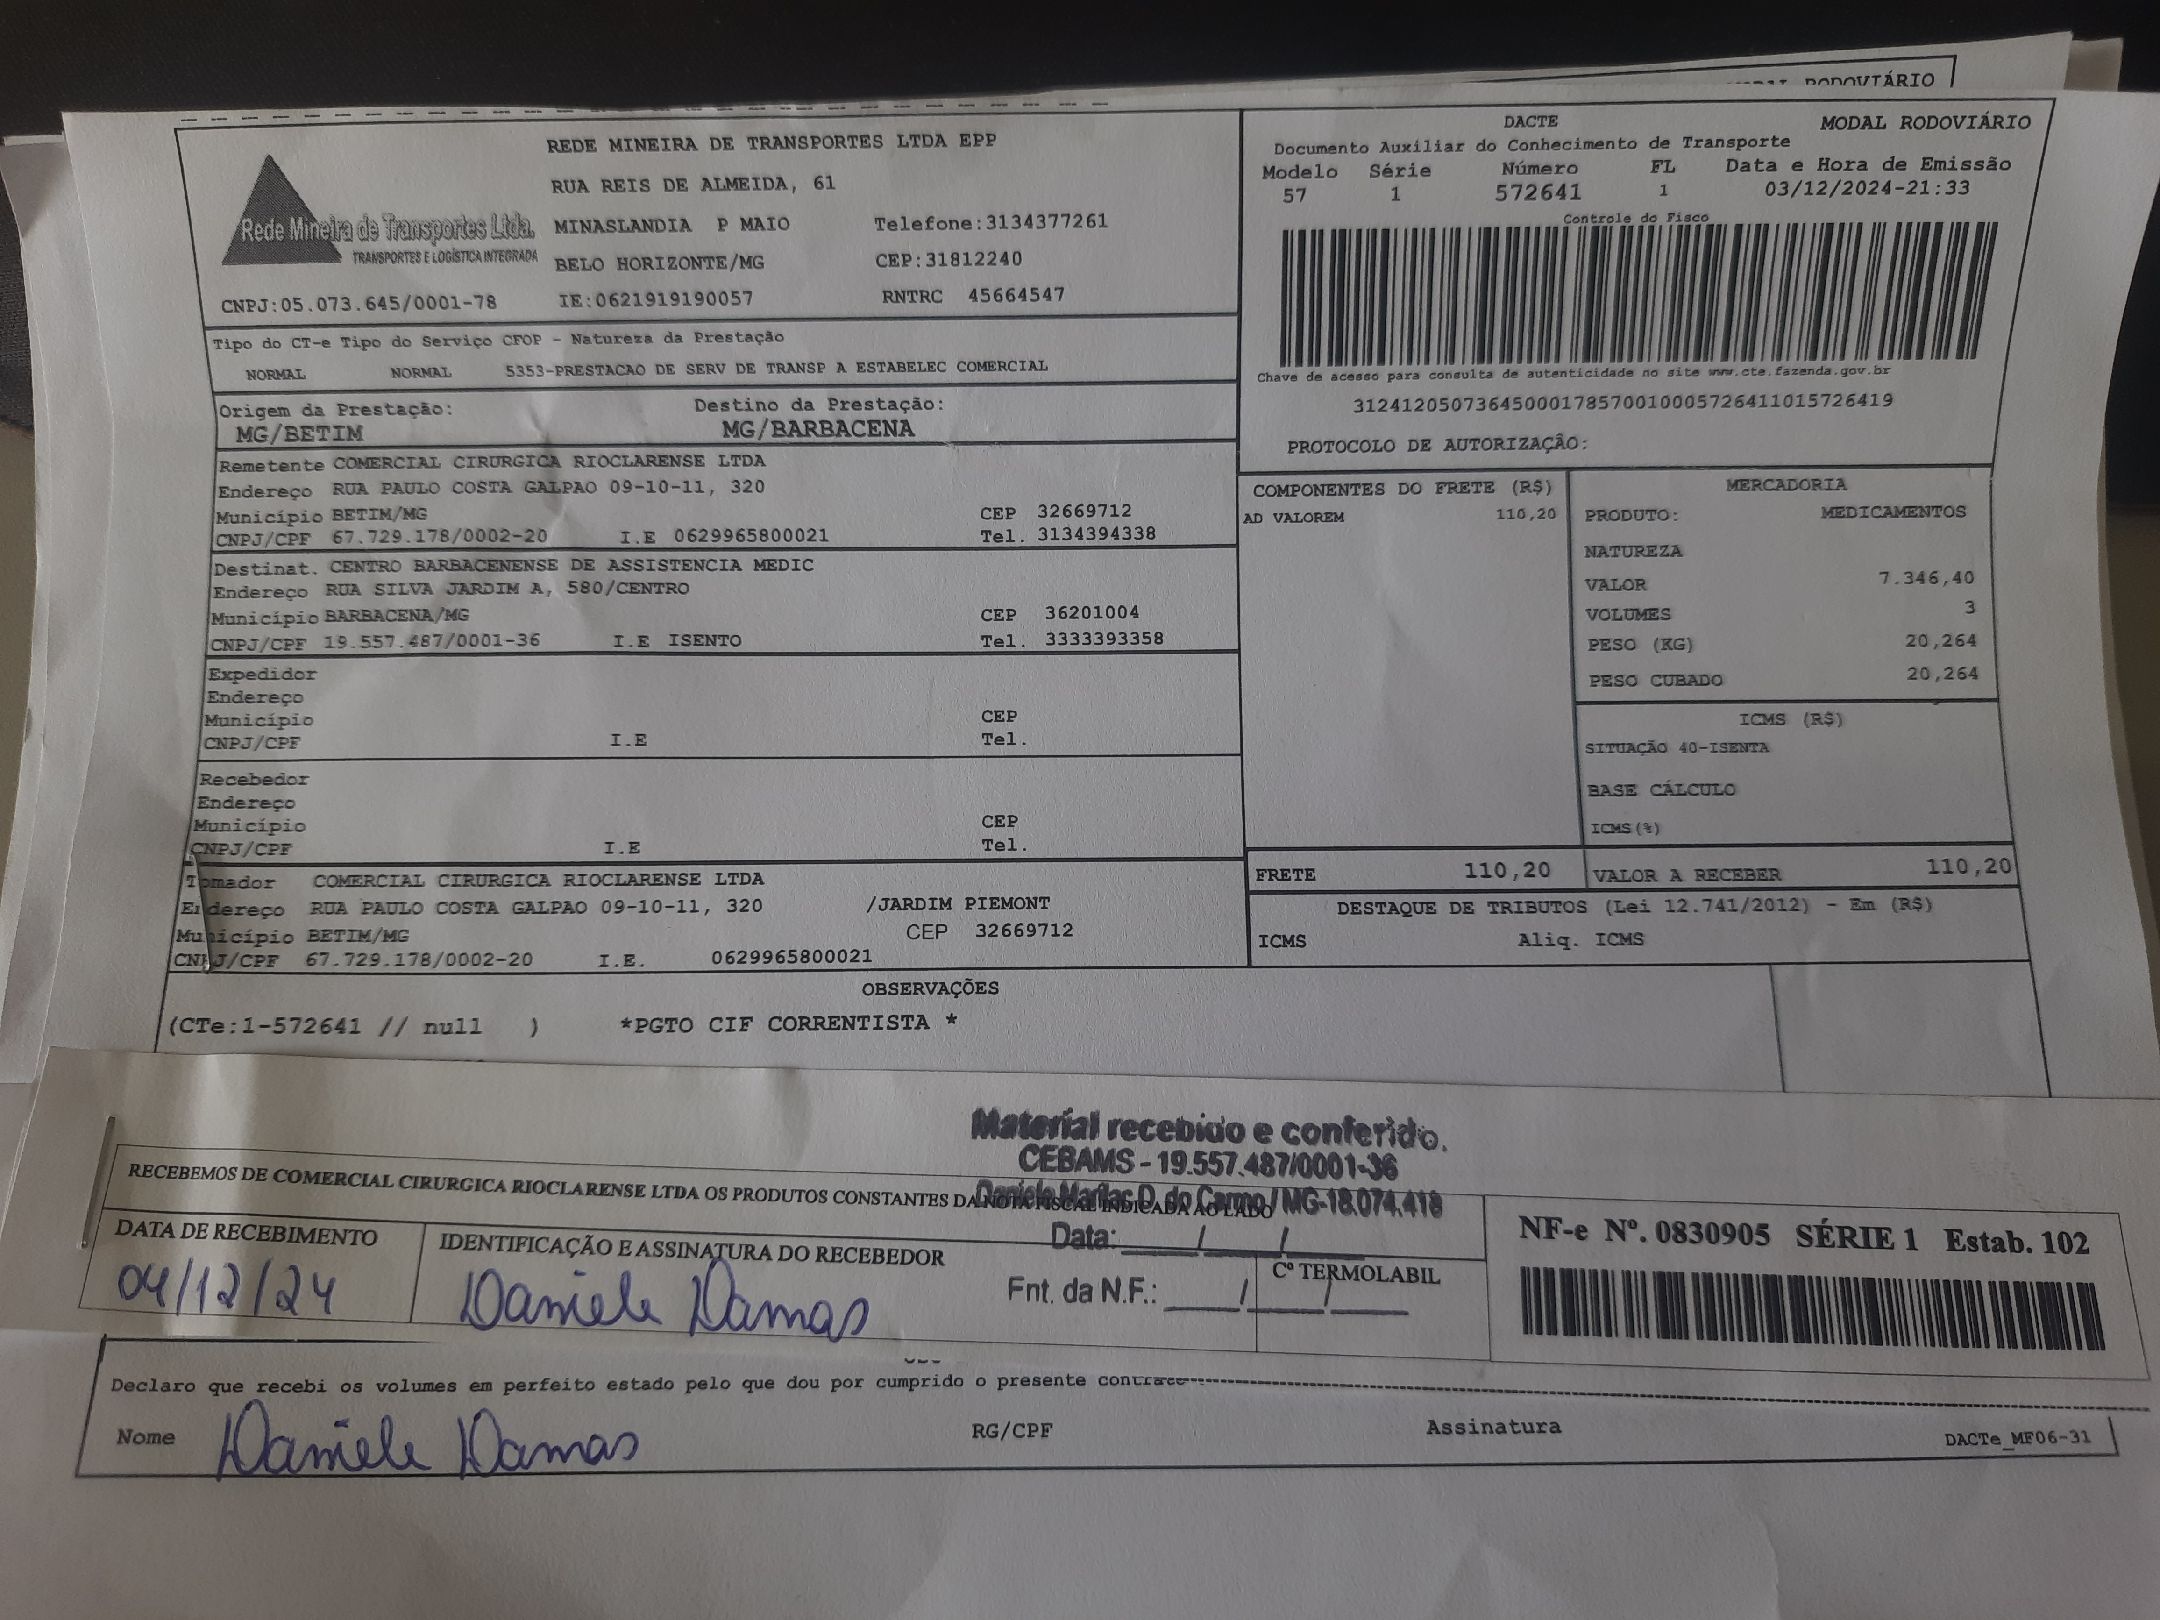 MODAL RODOVIÁRIO
REDE MINEIRA DE TRANSPORTES LTDA EPP
RUA REIS DE ALMEIDA, 61
MINASLANDIA P MAIO Telefone:3134377261
BELO HORIZONTE/MG CEP:31812240
CNPJ:05.073.645/0001-78 IE:0621919190057 RNTRC 45664547
Rede Mineira de Transportes Ltda.
TRANSPORTES E LOGÍSTICA INTEGRADA
DACTE MODAL RODOVIÁRIO
Documento Auxiliar do Conhecimento de Transporte
Modelo Série Número FL Data e Hora de Emissão
57 1 572641 1 03/12/2024-21:33
Controle do Fisco
Chave de acesso para consulta de autenticidade no site www.cte.fazenda.gov.br
31241205073645000178570010005726411015726419
PROTOCOLO DE AUTORIZAÇÃO:
Tipo do CT-e Tipo do Serviço CFOP - Natureza da Prestação
NORMAL NORMAL 5353-PRESTACAO DE SERV DE TRANSP A ESTABELEC COMERCIAL
Origem da Prestação: Destino da Prestação:
MG/BETIM MG/BARBACENA
Remetente COMERCIAL CIRURGICA RIOCLARENSE LTDA
Endereço RUA PAULO COSTA GALPAO 09-10-11, 320
Município BETIM/MG CEP 32669712
CNPJ/CPF 67.729.178/0002-20 I.E 0629965800021 Tel. 3134394338
Destinat. CENTRO BARBACENENSE DE ASSISTENCIA MEDIC
Endereço RUA SILVA JARDIM A, 580/CENTRO
Município BARBACENA/MG CEP 36201004
CNPJ/CPF 19.557.487/0001-36 I.E ISENTO Tel. 3333393358
Expedidor
Endereço
Município CEP
CNPJ/CPF I.E Tel.
Recebedor
Endereço
Município CEP
CNPJ/CPF I.E Tel.
Tomador COMERCIAL CIRURGICA RIOCLARENSE LTDA
Endereço RUA PAULO COSTA GALPAO 09-10-11, 320 /JARDIM PIEMONT
Município BETIM/MG CEP 32669712
CNPJ/CPF 67.729.178/0002-20 I.E. 0629965800021
COMPONENTES DO FRETE (R$)
AD VALOREM 110,20
MERCADORIA
PRODUTO: MEDICAMENTOS
NATUREZA
VALOR 7.346,40
VOLUMES 3
PESO (KG) 20,264
PESO CUBADO 20,264
ICMS (R$)
SITUAÇÃO 40-ISENTA
BASE CÁLCULO
ICMS(%)
FRETE 110,20 VALOR A RECEBER 110,20
DESTAQUE DE TRIBUTOS (Lei 12.741/2012) - Em (R$)
ICMS Aliq. ICMS
OBSERVAÇÕES
(CTe:1-572641 // null ) *PGTO CIF CORRENTISTA *
Material recebido e conferido.
CEBAMS - 19.557.487/0001-36
Daniele Marilac D. do Carmo / MG-18.074.418
Data: / /
Fnt. da N.F.: / /
RECEBEMOS DE COMERCIAL CIRURGICA RIOCLARENSE LTDA OS PRODUTOS CONSTANTES DA NOTA FISCAL INDICADA AO LADO
DATA DE RECEBIMENTO IDENTIFICAÇÃO E ASSINATURA DO RECEBEDOR Cº TERMOLABIL
04/12/24 Daniele Damas
NF-e Nº. 0830905 SÉRIE 1 Estab. 102
Declaro que recebi os volumes em perfeito estado pelo que dou por cumprido o presente contrato
Nome Daniele Damas RG/CPF Assinatura
DACTe_MF06-31